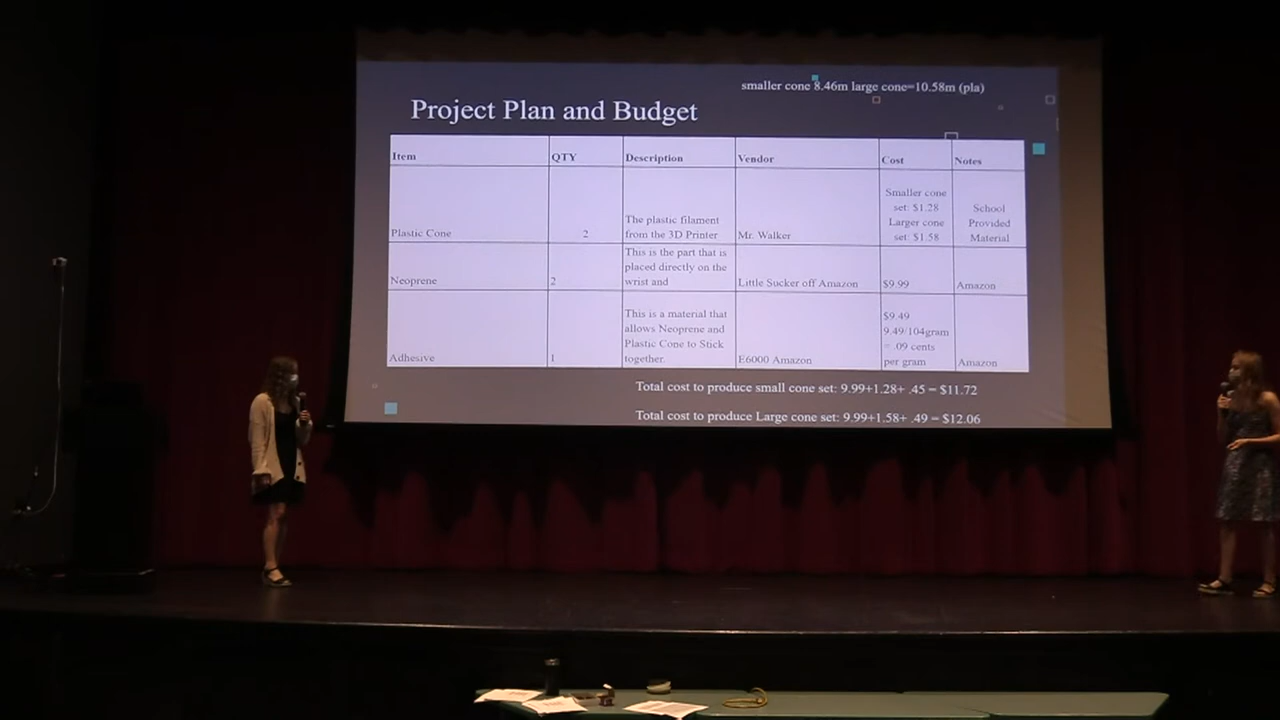 smaller cone 8.46m large cone=10.58m (pla)
Project Plan and Budget
Item QTY Description Vendor Cost Notes
Plastic Cone 2 The plastic filament from the 3D Printer Mr. Walker Smaller cone set: $1.28 Larger cone set: $1.58 School Provided Material
Neoprene 2 This is the part that is placed directly on the wrist and Little Sucker off Amazon $9.99 Amazon
Adhesive 1 This is a material that allows Neoprene and Plastic Cone to Stick together. E6000 Amazon $9.49 9.49/104gram = .09 cents per gram Amazon
Total cost to produce small cone set: 9.99+1.28+ .45 = $11.72
Total cost to produce Large cone set: 9.99+1.58+ .49 = $12.06